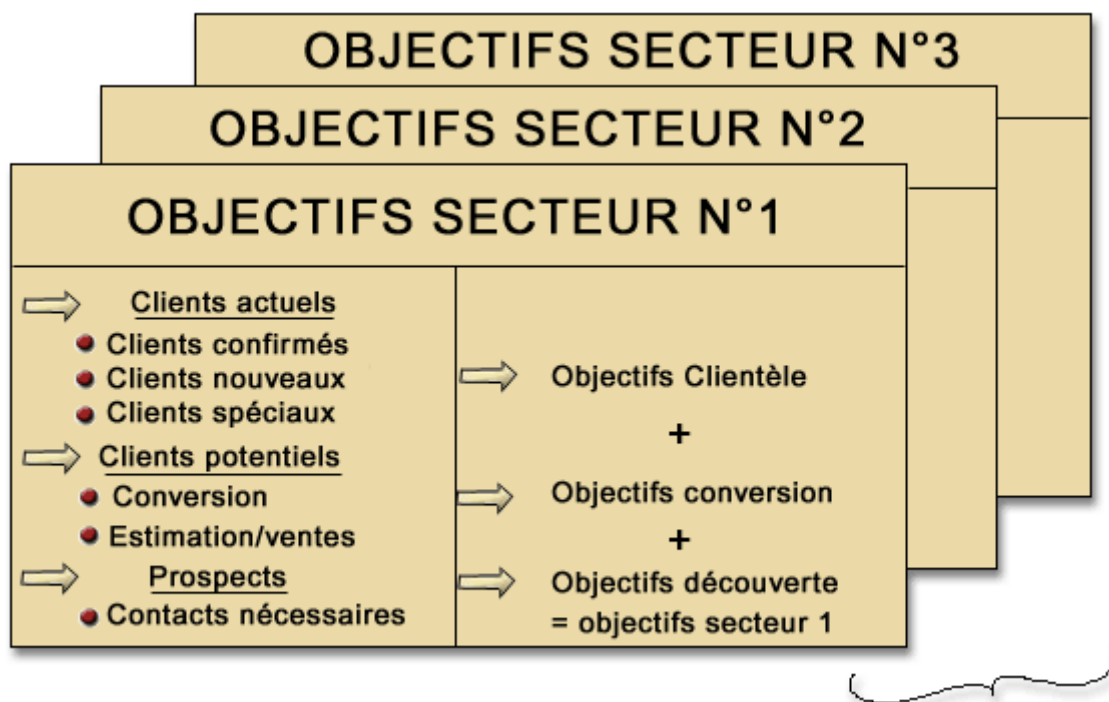 OBJECTIFS SECTEUR N°3
OBJECTIFS SECTEUR N°2
OBJECTIFS SECTEUR N°1
Clients actuels
Clients confirmés
Clients nouveaux
Clients spéciaux
Clients potentiels
Conversion
Estimation/ventes
Prospects
Contacts nécessaires
Objectifs Clientèle
+
Objectifs conversion
+
Objectifs découverte
= objectifs secteur 1